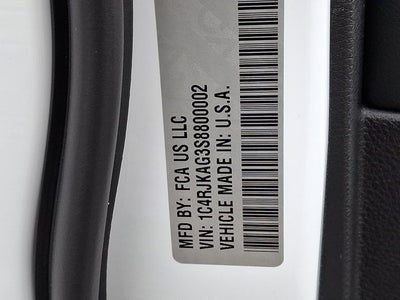 MFD BY: FCA US LLC
VIN: 1C4RJKAG3S8800002
VEHICLE MADE IN: U.S.A.